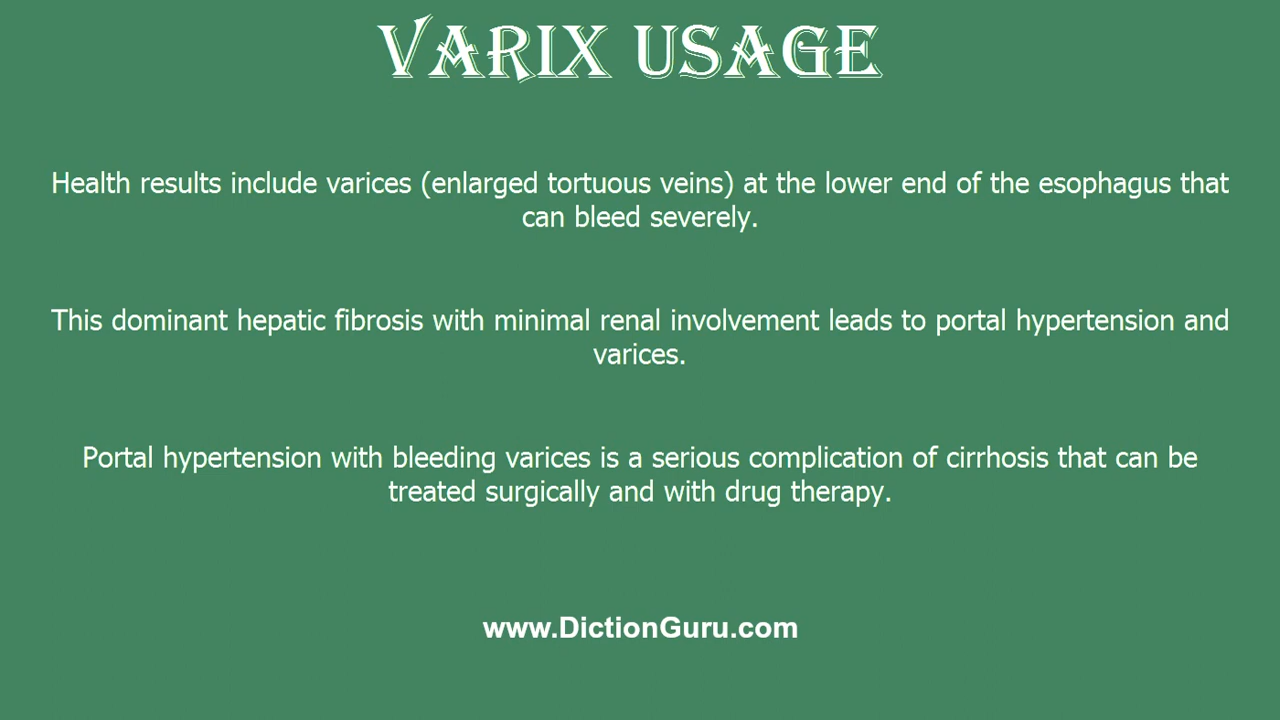 VARIX USAGE
Health results include varices (enlarged tortuous veins) at the lower end of the esophagus that
can bleed severely.
This dominant hepatic fibrosis with minimal renal involvement leads to portal hypertension and
varices.
Portal hypertension with bleeding varices is a serious complication of cirrhosis that can be
treated surgically and with drug therapy.
www.DictionGuru.com